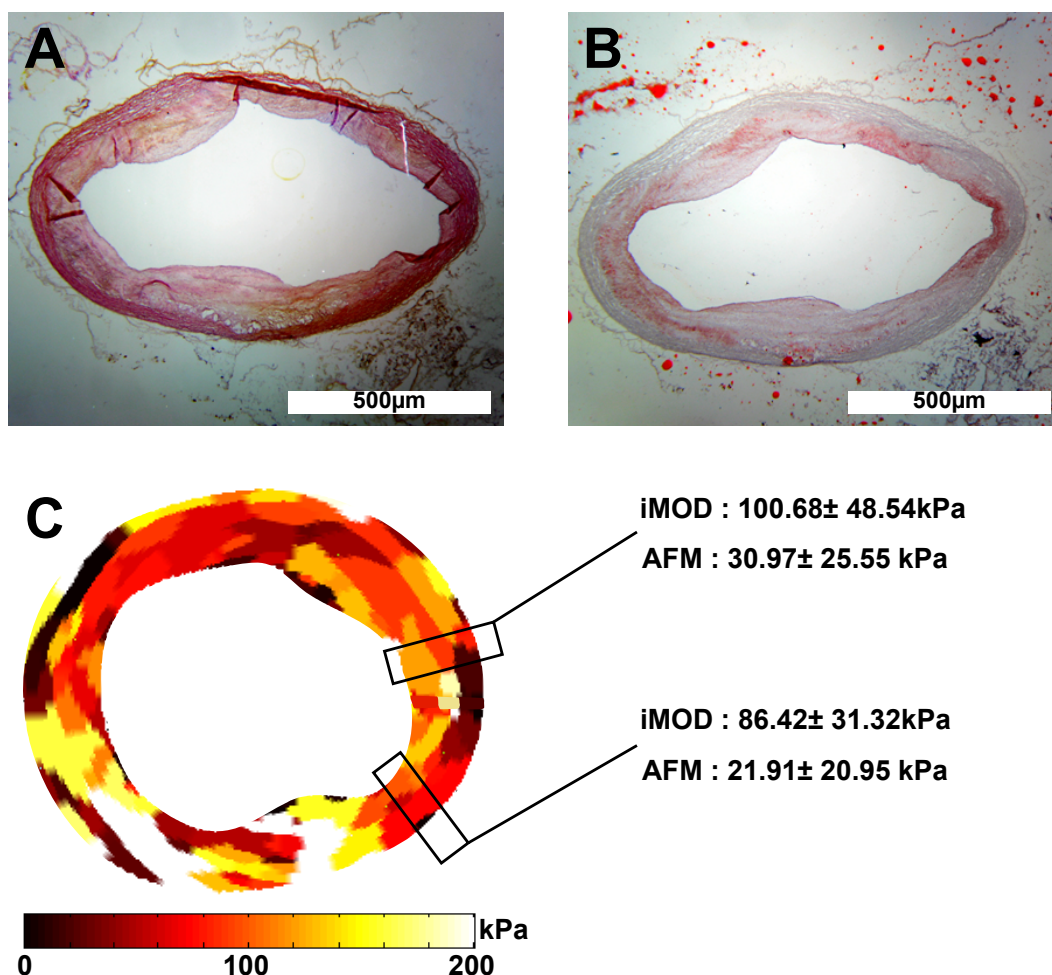 A
B
500µm
500µm
C
iMOD : 100.68± 48.54kPa
AFM : 30.97± 25.55 kPa
iMOD : 86.42± 31.32kPa
AFM : 21.91± 20.95 kPa
kPa
0 100 200